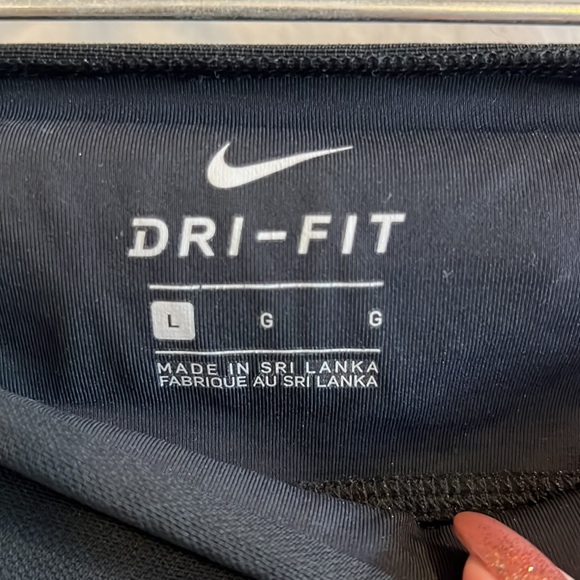 DRI-FIT
L G G
MADE IN SRI LANKA
FABRIQUE AU SRI LANKA